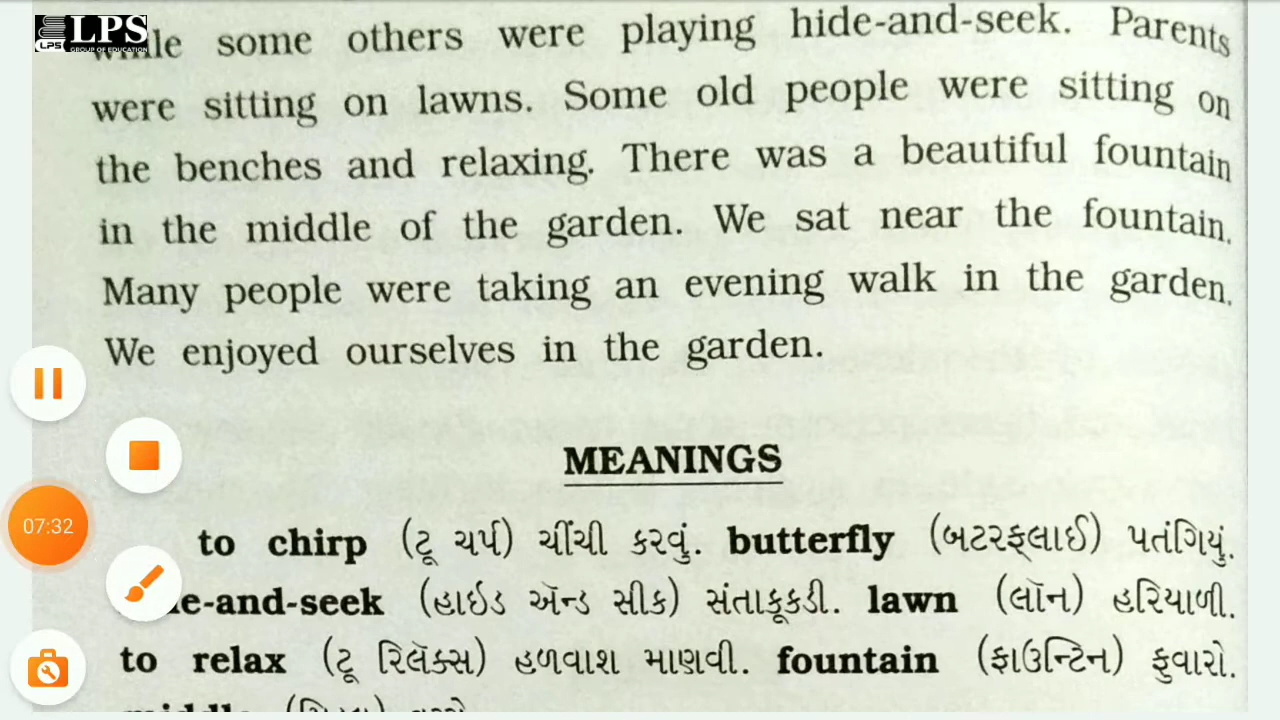 LPS
LPS
GROUP OF EDUCATION
while some others were playing hide-and-seek. Parents
were sitting on lawns. Some old people were sitting on
the benches and relaxing. There was a beautiful fountain
in the middle of the garden. We sat near the fountain.
Many people were taking an evening walk in the garden.
We enjoyed ourselves in the garden.
MEANINGS
to chirp (ટૂ ચર્પ) ચીંચી કરવું. butterfly (બટરફ્લાઈ) પતંગિયું.
de-and-seek (હાઇડ ઍન્ડ સીક) સંતાકૂકડી. lawn (લૉન) હરિયાળી.
to relax (ટૂ રિલૅક્સ) હળવાશ માણવી. fountain (ફાઉન્ટિન) ફુવારો.
07:32